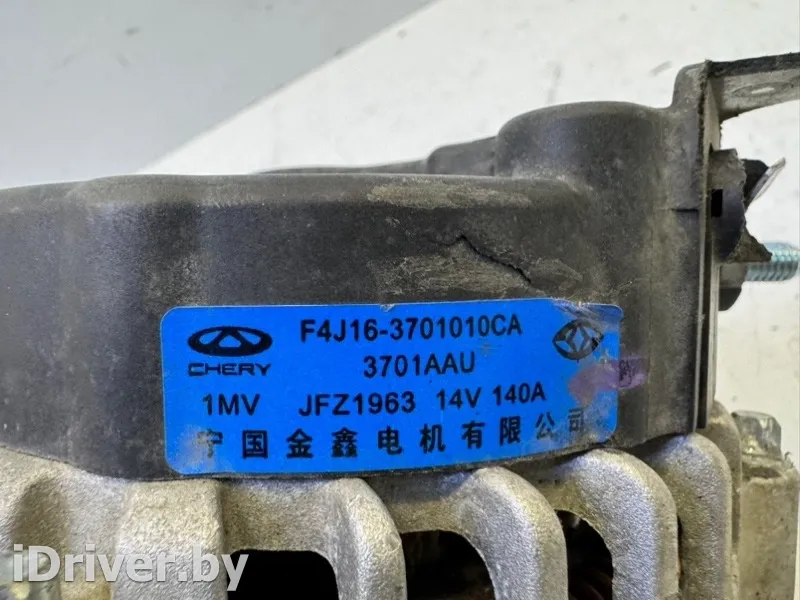 F4J16-3701010CA
CHERY 3701AAU
1MV JFZ1963 14V 140A
宁国金鑫电机有限公司
iDriver.by